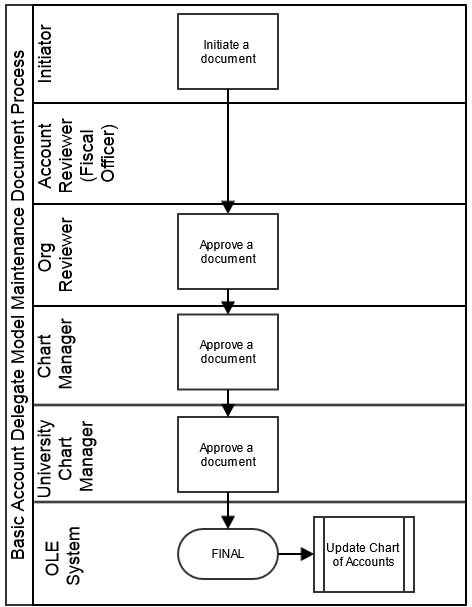 Basic Account Delegate Model Maintenance Document Process
Initiator
Initiate a
document
Account
Reviewer
(Fiscal
Officer)
Org
Reviewer
Approve a
document
Chart
Manager
Approve a
document
University
Chart
Manager
Approve a
document
OLE
System
FINAL
Update Chart
of Accounts